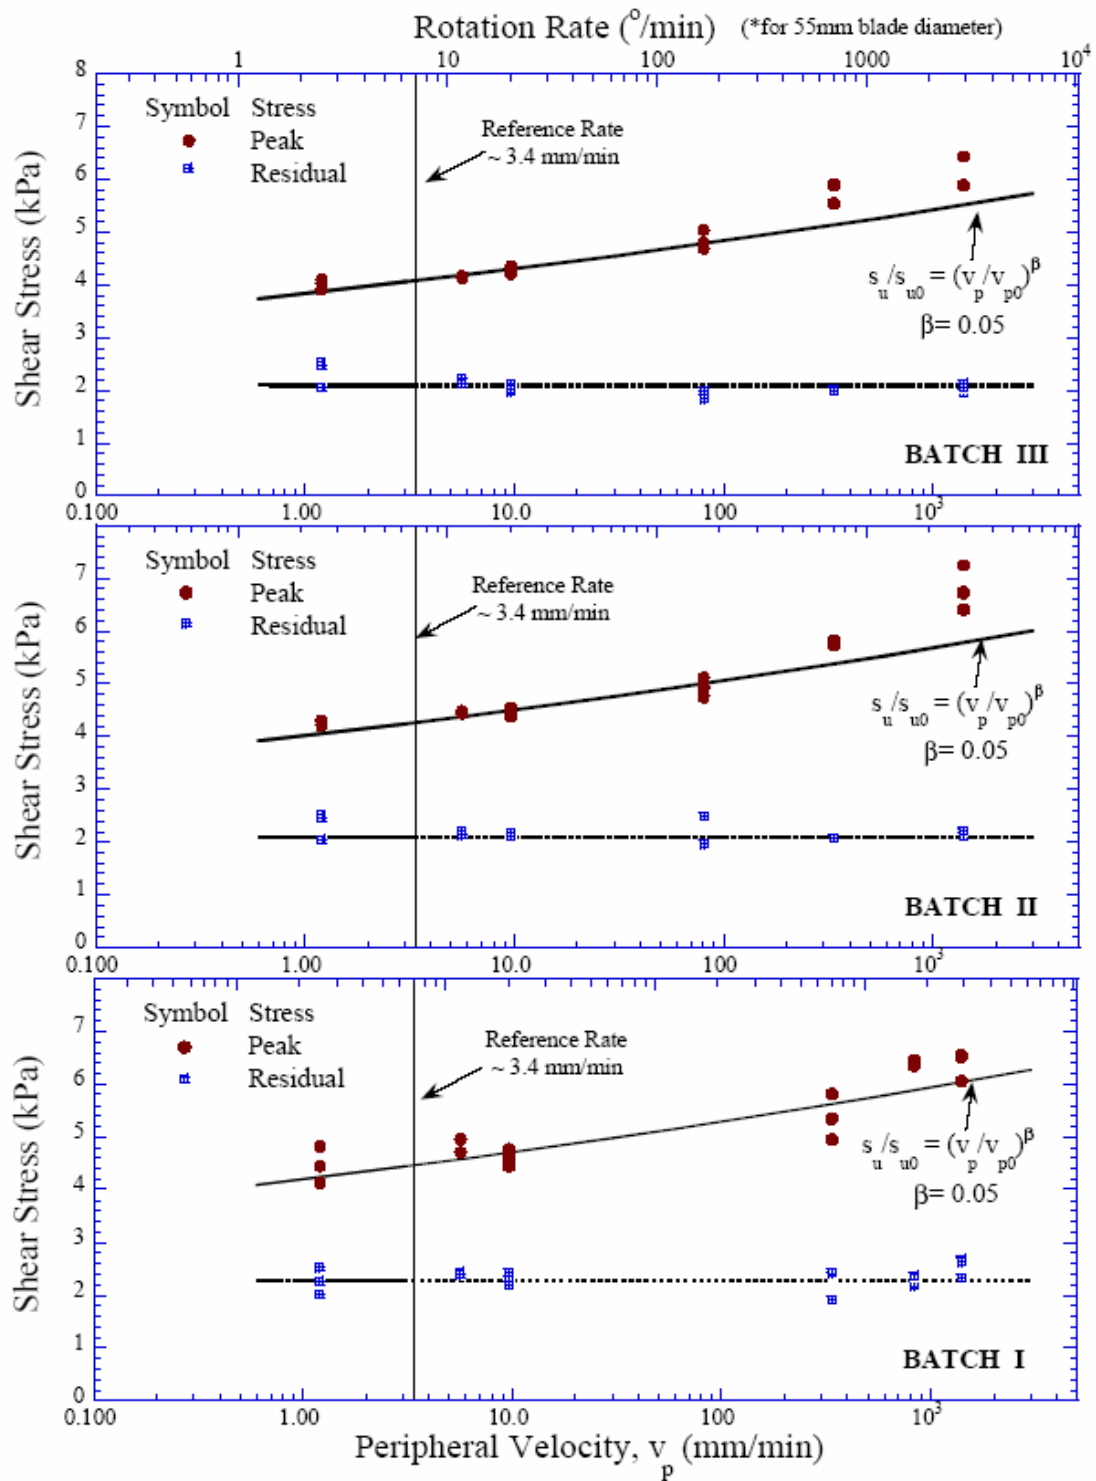 Rotation Rate (°/min) (*for 55mm blade diameter)
1 10 100 1000 10⁴
8
7
6
5
4
3
2
1
0
Shear Stress (kPa)
Symbol Stress
Peak
Residual
Reference Rate
~ 3.4 mm/min
s_u/s_u0 = (v_p/v_p0)^β
β= 0.05
BATCH III
0.100 1.00 10.0 100 10³
7
6
5
4
3
2
1
0
Shear Stress (kPa)
Symbol Stress
Peak
Residual
Reference Rate
~ 3.4 mm/min
s_u/s_u0 = (v_p/v_p0)^β
β= 0.05
BATCH II
0.100 1.00 10.0 100 10³
7
6
5
4
3
2
1
0
Shear Stress (kPa)
Symbol Stress
Peak
Residual
Reference Rate
~ 3.4 mm/min
s_u/s_u0 = (v_p/v_p0)^β
β= 0.05
BATCH I
0.100 1.00 10.0 100 10³
Peripheral Velocity, v_p (mm/min)